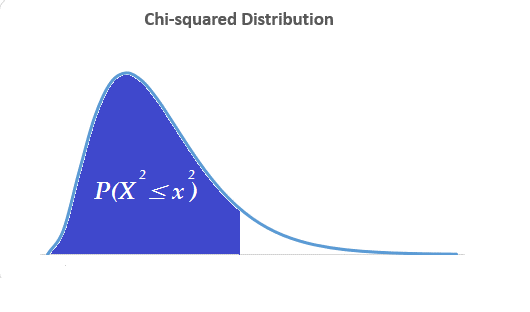 Chi-squared Distribution
P(X² ≤ x²)